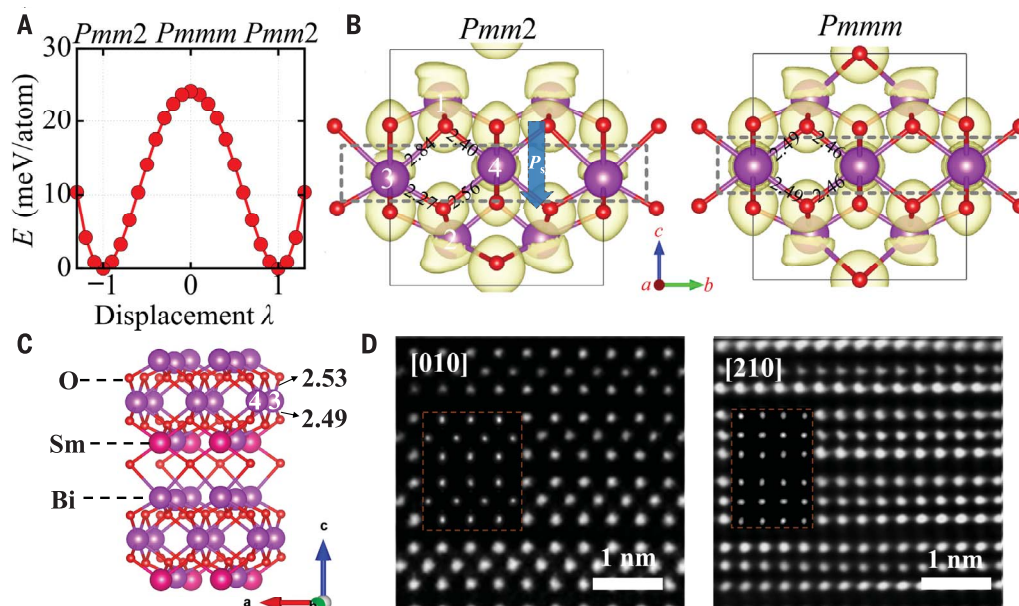 A
Pmm2 Pmmm Pmm2
E (meV/atom)
20
10
0
−1 0 1
Displacement λ
B
Pmm2
Pmmm
1
2.84 2.40
3 4 Ps
2.27 2.56
2
2.49 2.46
2.49 2.46
c
a b
C
O
2.53
4 3
2.49
Sm
Bi
c
a
D
[010]
1 nm
[210]
1 nm